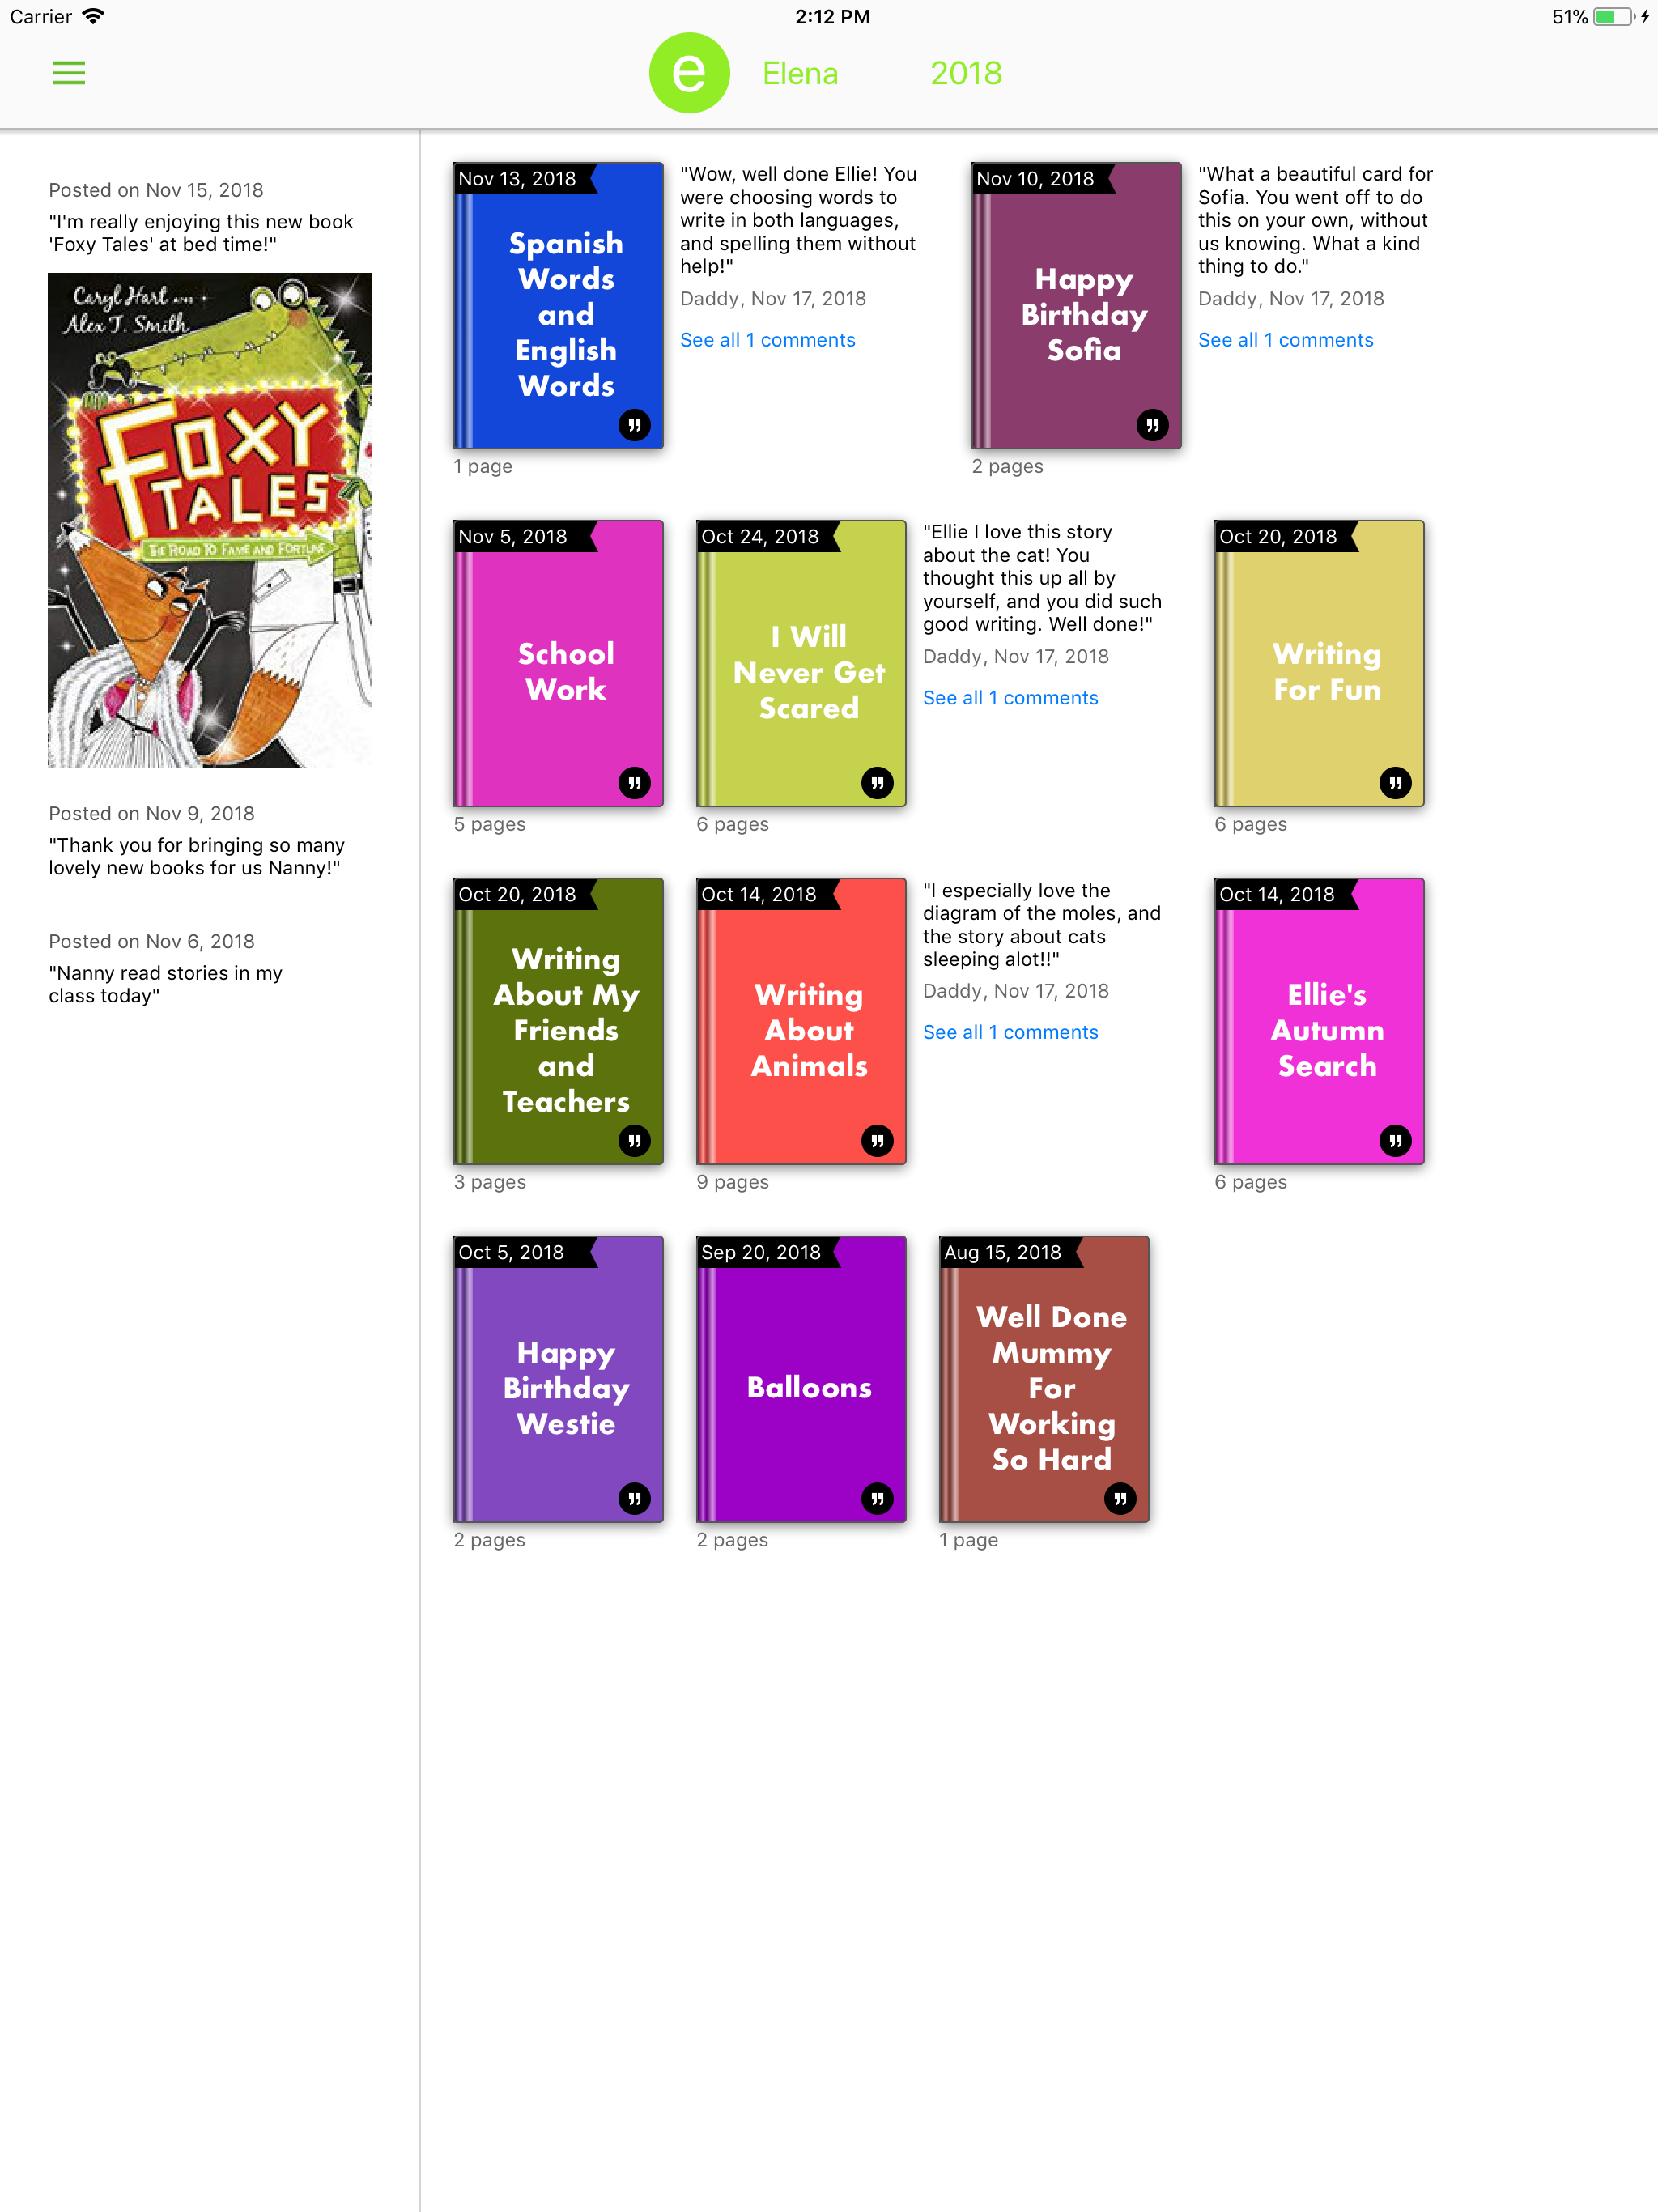 Carrier
2:12 PM
51%
e
Elena
2018
Posted on Nov 15, 2018
"I'm really enjoying this new book
'Foxy Tales' at bed time!"
Caryl Hart AND
Alex T. Smith
FOXY
TALES
THE ROAD TO FAME AND FORTUNE
Posted on Nov 9, 2018
"Thank you for bringing so many
lovely new books for us Nanny!"
Posted on Nov 6, 2018
"Nanny read stories in my
class today"
Nov 13, 2018
Spanish
Words
and
English
Words
1 page
"Wow, well done Ellie! You
were choosing words to
write in both languages,
and spelling them without
help!"
Daddy, Nov 17, 2018
See all 1 comments
Nov 10, 2018
Happy
Birthday
Sofia
2 pages
"What a beautiful card for
Sofia. You went off to do
this on your own, without
us knowing. What a kind
thing to do."
Daddy, Nov 17, 2018
See all 1 comments
Nov 5, 2018
School
Work
5 pages
Oct 24, 2018
I Will
Never Get
Scared
6 pages
"Ellie I love this story
about the cat! You
thought this up all by
yourself, and you did such
good writing. Well done!"
Daddy, Nov 17, 2018
See all 1 comments
Oct 20, 2018
Writing
For Fun
6 pages
Oct 20, 2018
Writing
About My
Friends
and
Teachers
3 pages
Oct 14, 2018
Writing
About
Animals
9 pages
"I especially love the
diagram of the moles, and
the story about cats
sleeping alot!!"
Daddy, Nov 17, 2018
See all 1 comments
Oct 14, 2018
Ellie's
Autumn
Search
6 pages
Oct 5, 2018
Happy
Birthday
Westie
2 pages
Sep 20, 2018
Balloons
2 pages
Aug 15, 2018
Well Done
Mummy
For
Working
So Hard
1 page